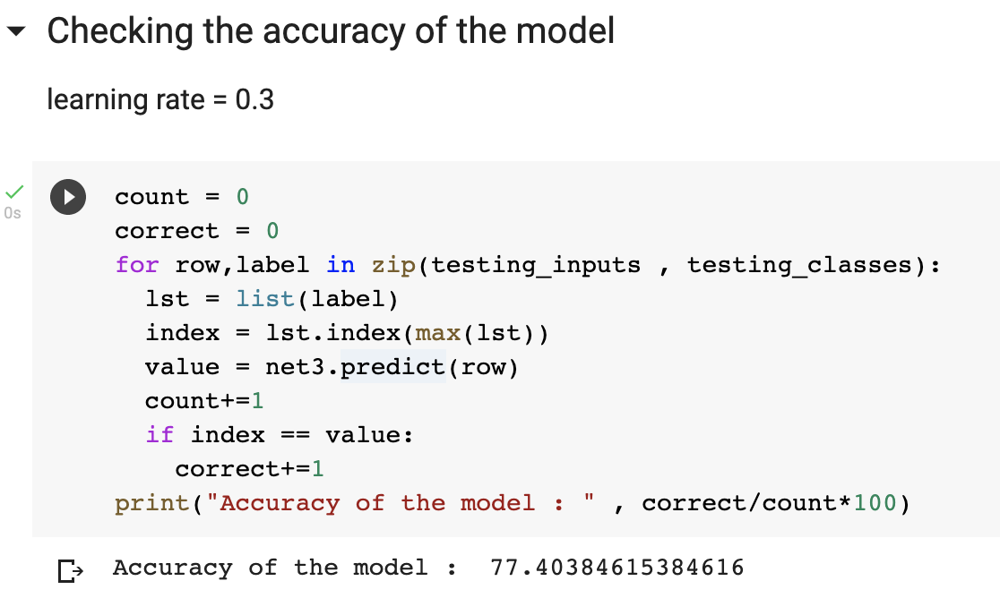 Checking the accuracy of the model
learning rate = 0.3
0s
count = 0
correct = 0
for row,label in zip(testing_inputs , testing_classes):
  lst = list(label)
  index = lst.index(max(lst))
  value = net3.predict(row)
  count+=1
  if index == value:
    correct+=1
print("Accuracy of the model : " , correct/count*100)
Accuracy of the model :  77.40384615384616